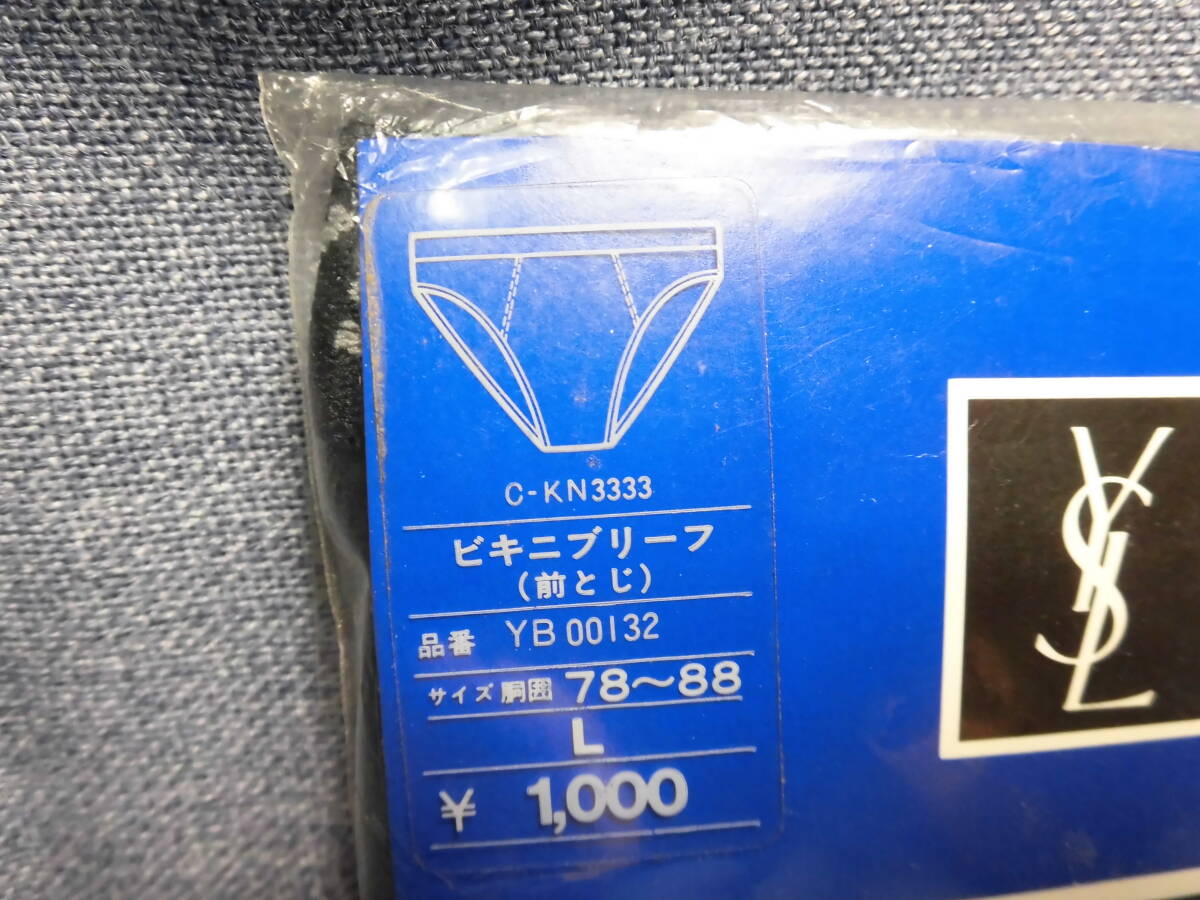 C-KN3333
ビキニブリーフ
(前とじ)
品番 YB 00132
サイズ 胴囲 78〜88
L
¥ 1,000
YSL